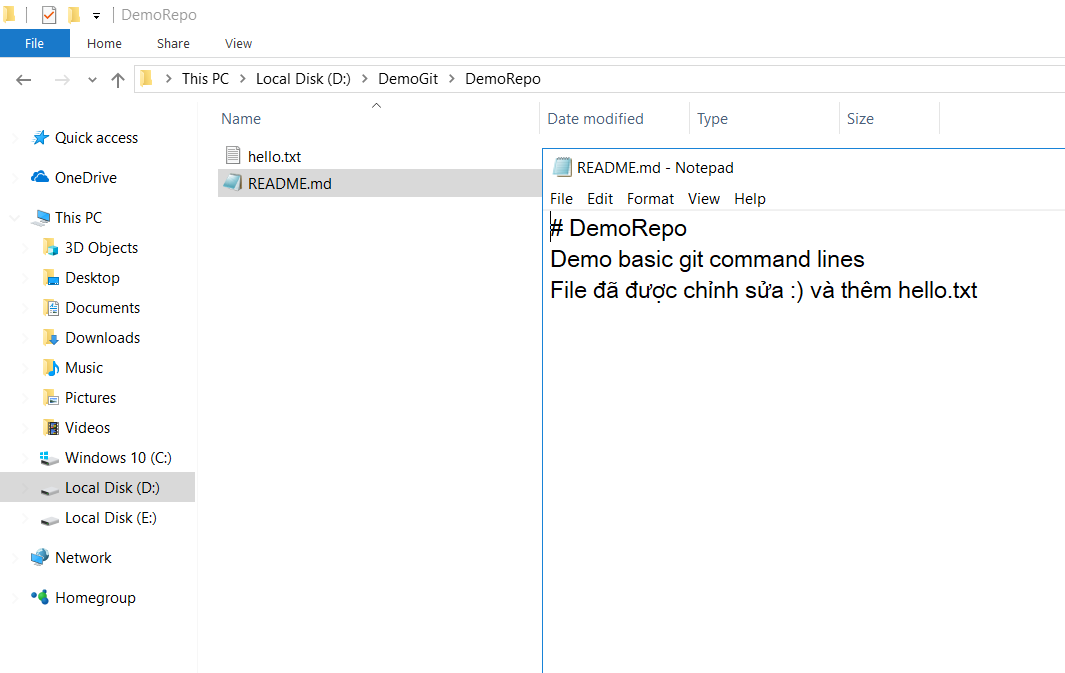 DemoRepo
File Home Share View
This PC Local Disk (D:) DemoGit DemoRepo
Name Date modified Type Size
Quick access
OneDrive
This PC
3D Objects
Desktop
Documents
Downloads
Music
Pictures
Videos
Windows 10 (C:)
Local Disk (D:)
Local Disk (E:)
Network
Homegroup
hello.txt
README.md
README.md - Notepad
File Edit Format View Help
# DemoRepo
Demo basic git command lines
File đã được chỉnh sửa :) và thêm hello.txt